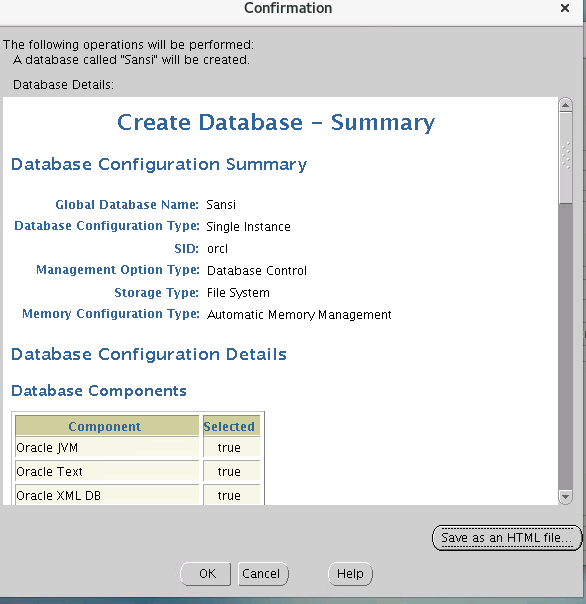 Confirmation
The following operations will be performed:
A database called "Sansi" will be created.
Database Details:
Create Database - Summary
Database Configuration Summary
Global Database Name: Sansi
Database Configuration Type: Single Instance
SID: orcl
Management Option Type: Database Control
Storage Type: File System
Memory Configuration Type: Automatic Memory Management
Database Configuration Details
Database Components
Component Selected
Oracle JVM true
Oracle Text true
Oracle XML DB true
Save as an HTML file...
OK Cancel Help